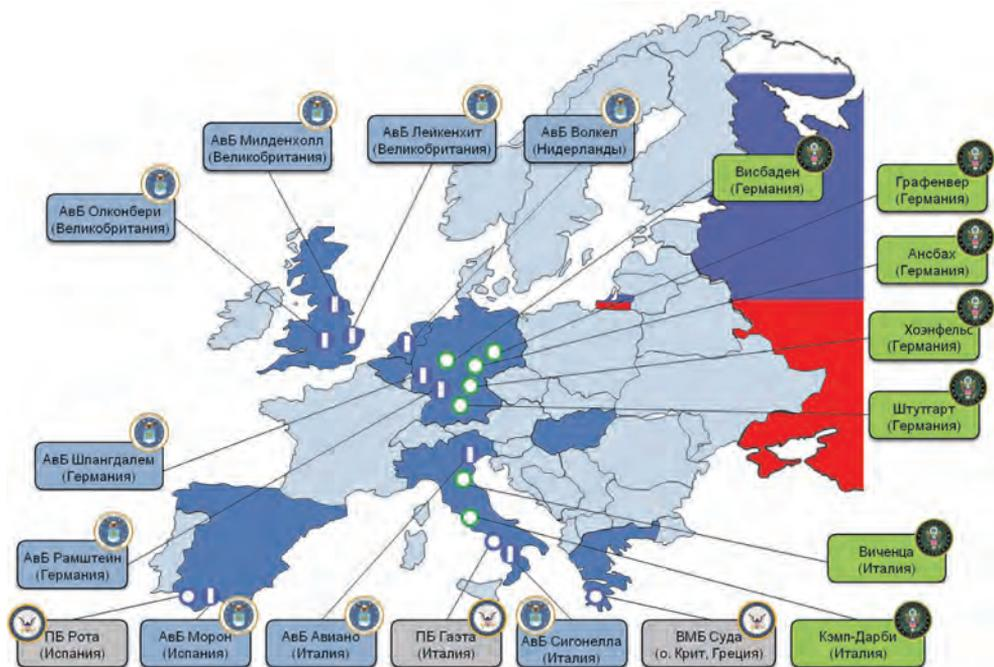 АвБ Милденхолл
(Великобритания)
АвБ Лейкенхит
(Великобритания)
АвБ Волкел
(Нидерланды)
Висбаден
(Германия)
Графенвер
(Германия)
АвБ Олконбери
(Великобритания)
Ансбах
(Германия)
Хоэнфельс
(Германия)
Штутгарт
(Германия)
АвБ Шпангдалем
(Германия)
АвБ Рамштейн
(Германия)
Виченца
(Италия)
ПБ Рота
(Испания)
АвБ Морон
(Испания)
АвБ Авиано
(Италия)
ПБ Гаэта
(Италия)
АвБ Сигонелла
(Италия)
ВМБ Суда
(о. Крит, Греция)
Кэмп-Дарби
(Италия)